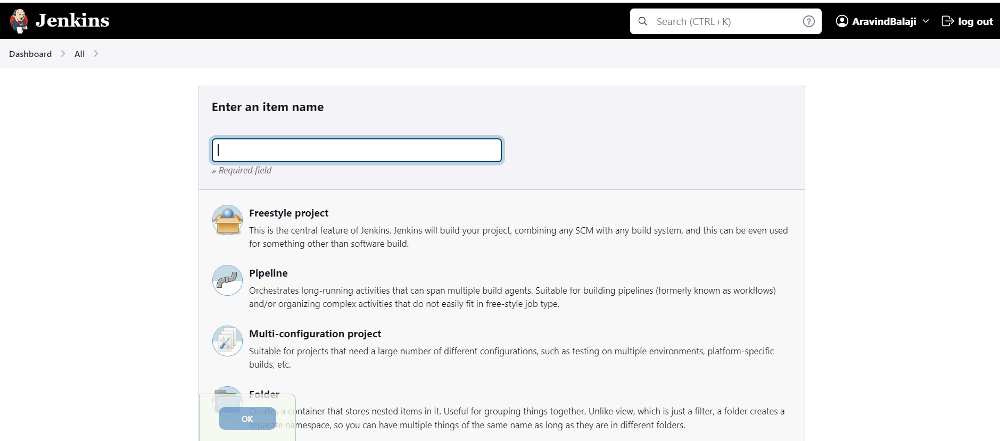 Jenkins
Search (CTRL+K)
AravindBalaji
log out
Dashboard
All
Enter an item name
» Required field
Freestyle project
This is the central feature of Jenkins. Jenkins will build your project, combining any SCM with any build system, and this can be even used
for something other than software build.
Pipeline
Orchestrates long-running activities that can span multiple build agents. Suitable for building pipelines (formerly known as workflows)
and/or organizing complex activities that do not easily fit in free-style job type.
Multi-configuration project
Suitable for projects that need a large number of different configurations, such as testing on multiple environments, platform-specific
builds, etc.
Folder
Creates a container that stores nested items in it. Useful for grouping things together. Unlike view, which is just a filter, a folder creates a
separate namespace, so you can have multiple things of the same name as long as they are in different folders.
OK